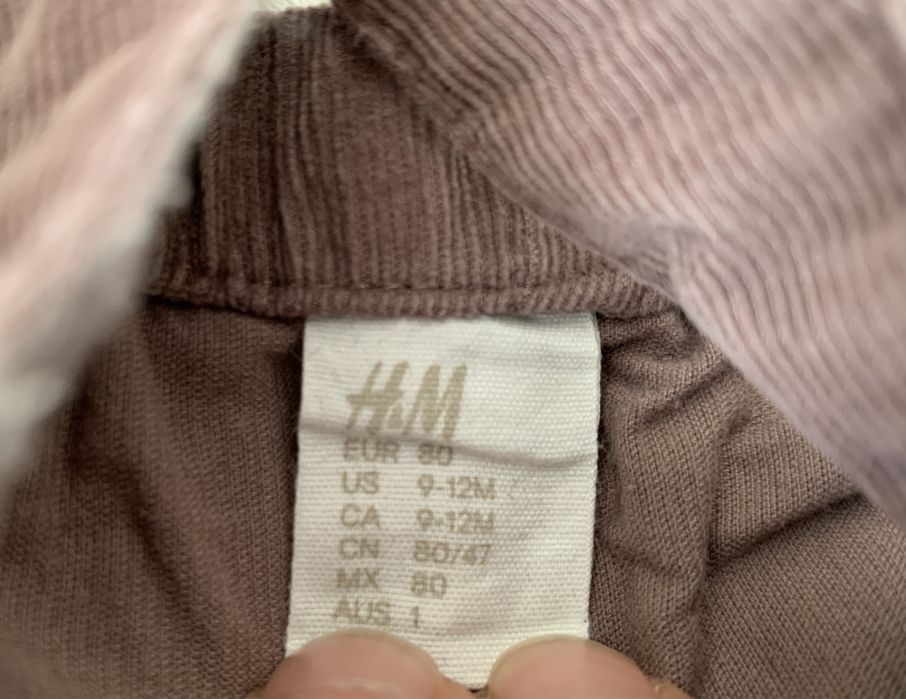 H&M
EUR 80
US 9-12M
CA 9-12M
CN 80/47
MX 80
AUS 1